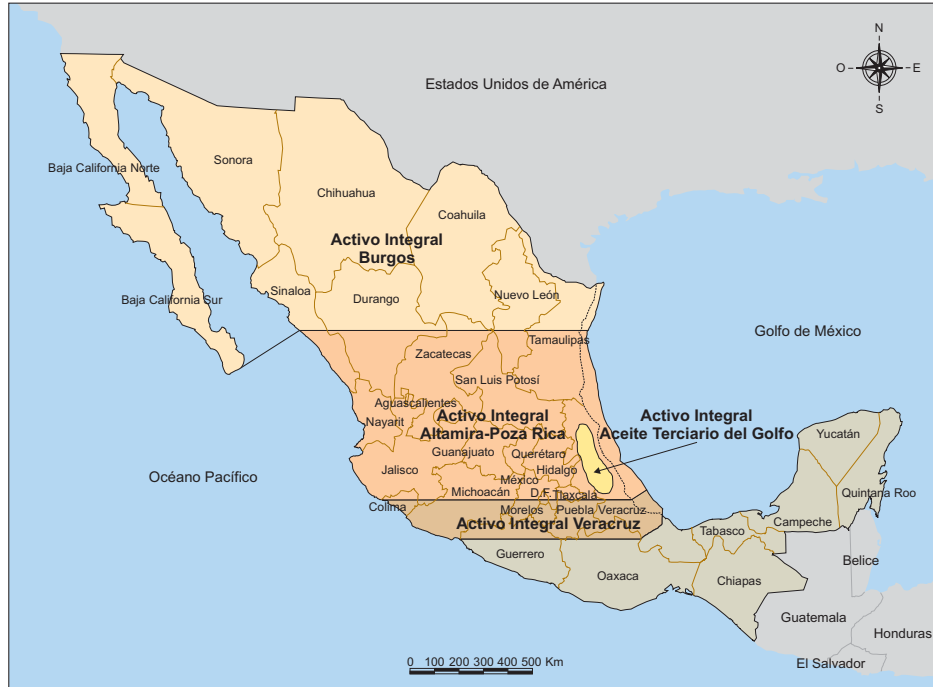 N
O
E
S
Estados Unidos de América
Baja California Norte
Sonora
Chihuahua
Coahuila
Activo Integral
Burgos
Sinaloa
Durango
Nuevo León
Baja California Sur
Golfo de México
Tamaulipas
Zacatecas
San Luis Potosí
Aguascalientes
Nayarit
Activo Integral
Altamira-Poza Rica
Activo Integral
Aceite Terciario del Golfo
Yucatán
Guanajuato
Querétaro
Hidalgo
Jalisco
Océano Pacífico
México
Michoacán
D.F.
Tlaxcala
Quintana Roo
Colima
Morelos
Puebla
Veracruz
Activo Integral Veracruz
Tabasco
Campeche
Guerrero
Oaxaca
Chiapas
Belice
Guatemala
Honduras
El Salvador
0 100 200 300 400 500 Km